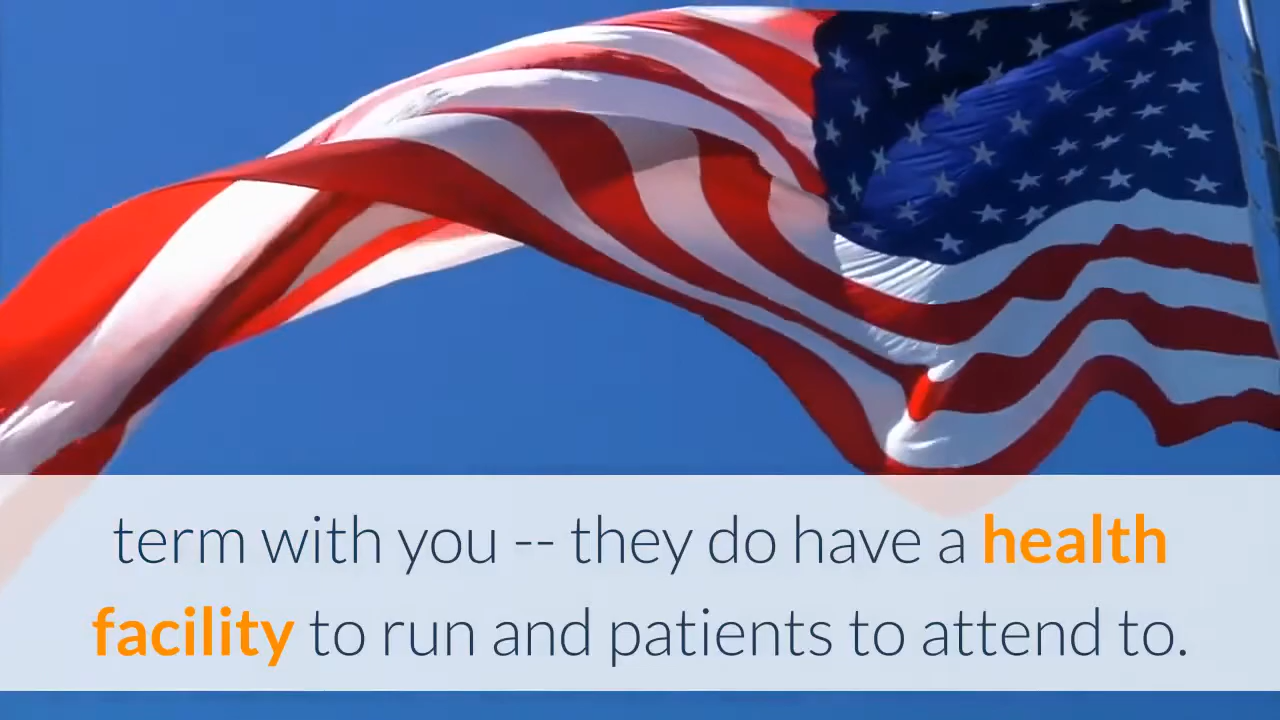 term with you -- they do have a health
facility to run and patients to attend to.